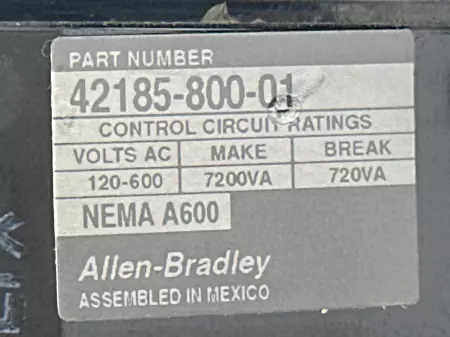 PART NUMBER
42185-800-01
CONTROL CIRCUIT RATINGS
VOLTS AC MAKE BREAK
120-600 7200VA 720VA
NEMA A600
Allen-Bradley
ASSEMBLED IN MEXICO